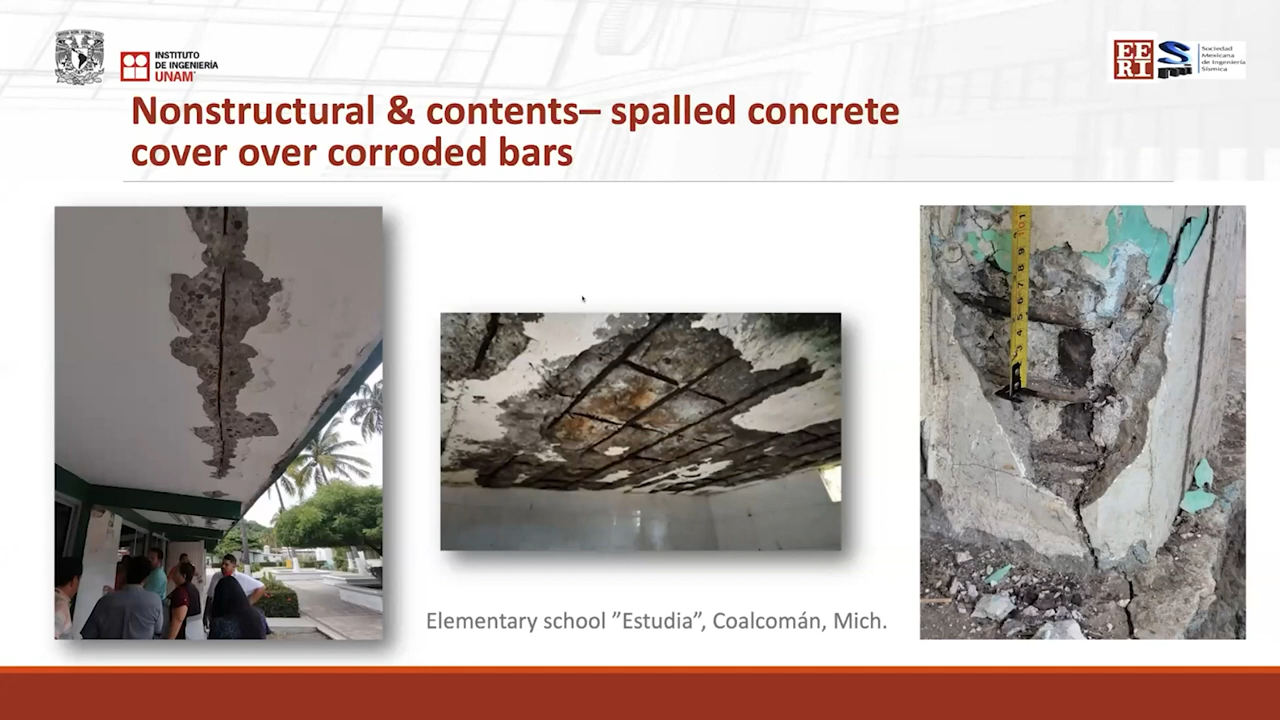 INSTITUTO
DE INGENIERÍA
UNAM
EERI
Sociedad
Mexicana
de Ingeniería
Sísmica
Nonstructural & contents– spalled concrete
cover over corroded bars
Elementary school ”Estudia”, Coalcomán, Mich.